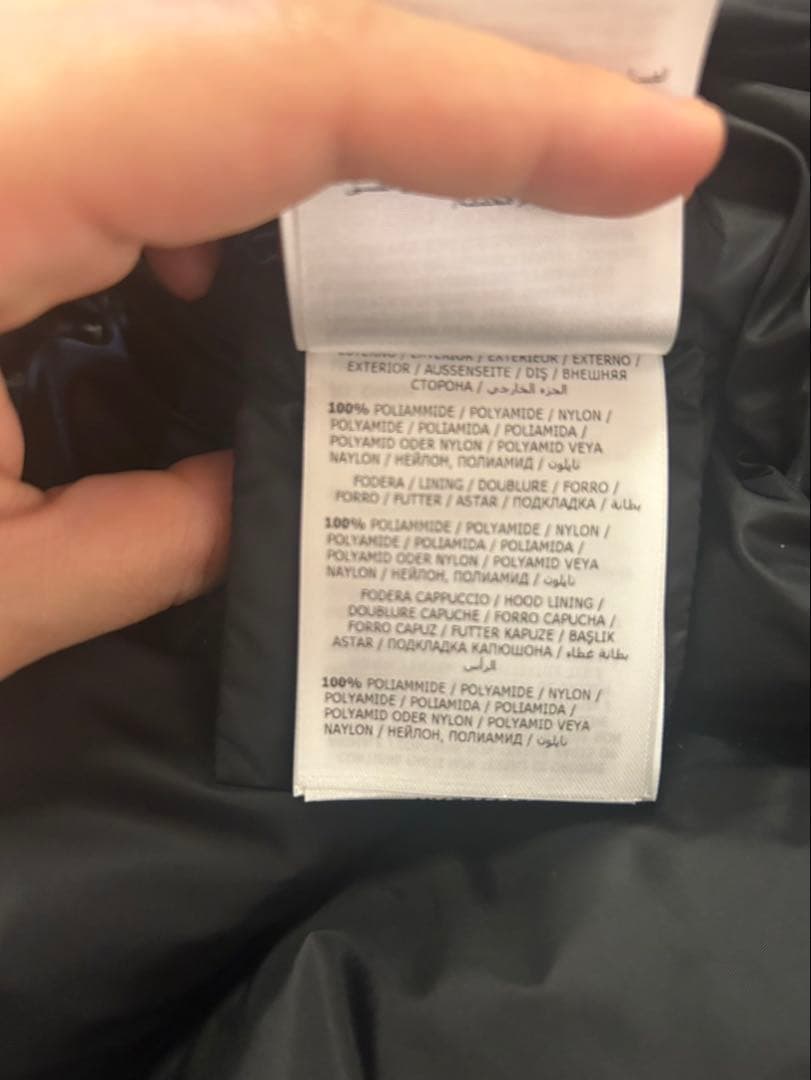 ESTERNO / EXTERIOR / EXTERIEUR / EXTERNO /
EXTERIOR / AUSSENSEITE / DIŞ / ВНЕШНЯЯ
СТОРОНА / الجزء الخارجي
100% POLIAMMIDE / POLYAMIDE / NYLON /
POLYAMIDE / POLIAMIDA / POLIAMIDA /
POLYAMID ODER NYLON / POLYAMID VEYA
NAYLON / НЕЙЛОН, ПОЛИАМИД / نايلون
FODERA / LINING / DOUBLURE / FORRO /
FORRO / FUTTER / ASTAR / ПОДКЛАДКА / بطانة
100% POLIAMMIDE / POLYAMIDE / NYLON /
POLYAMIDE / POLIAMIDA / POLIAMIDA /
POLYAMID ODER NYLON / POLYAMID VEYA
NAYLON / НЕЙЛОН, ПОЛИАМИД / نايلون
FODERA CAPPUCCIO / HOOD LINING /
DOUBLURE CAPUCHE / FORRO CAPUCHA /
FORRO CAPUZ / FUTTER KAPUZE / BAŞLIK
ASTAR / ПОДКЛАДКА КАПЮШОНА / بطانة غطاء
الرأس
100% POLIAMMIDE / POLYAMIDE / NYLON /
POLYAMIDE / POLIAMIDA / POLIAMIDA /
POLYAMID ODER NYLON / POLYAMID VEYA
NAYLON / НЕЙЛОН, ПОЛИАМИД / نايلون